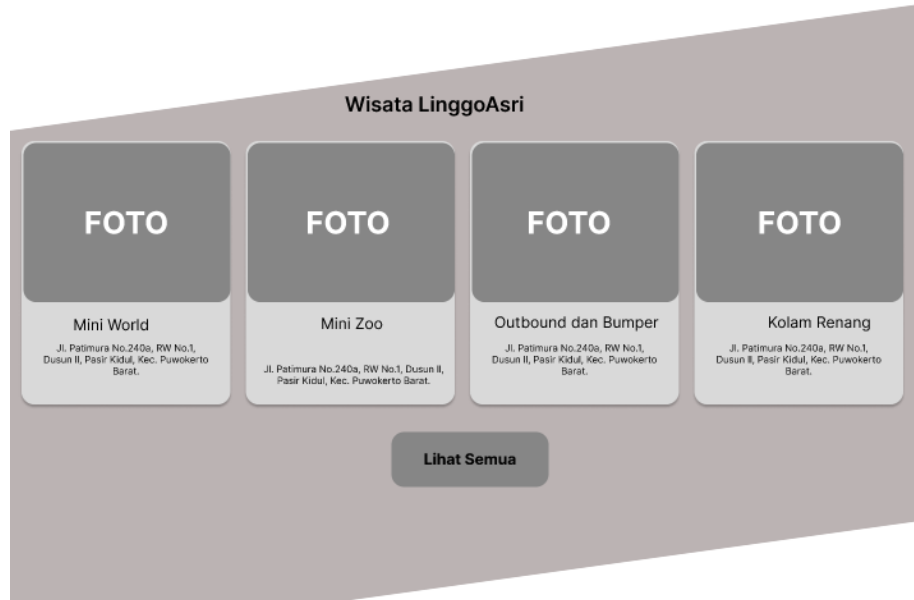 Wisata LinggoAsri
FOTO
Mini World
Jl. Patimura No.240a, RW No.1,
Dusun II, Pasir Kidul, Kec. Puwokerto
Barat.
FOTO
Mini Zoo
Jl. Patimura No.240a, RW No.1, Dusun II,
Pasir Kidul, Kec. Puwokerto Barat.
FOTO
Outbound dan Bumper
Jl. Patimura No.240a, RW No.1,
Dusun II, Pasir Kidul, Kec. Puwokerto
Barat.
FOTO
Kolam Renang
Jl. Patimura No.240a, RW No.1,
Dusun II, Pasir Kidul, Kec. Puwokerto
Barat.
Lihat Semua